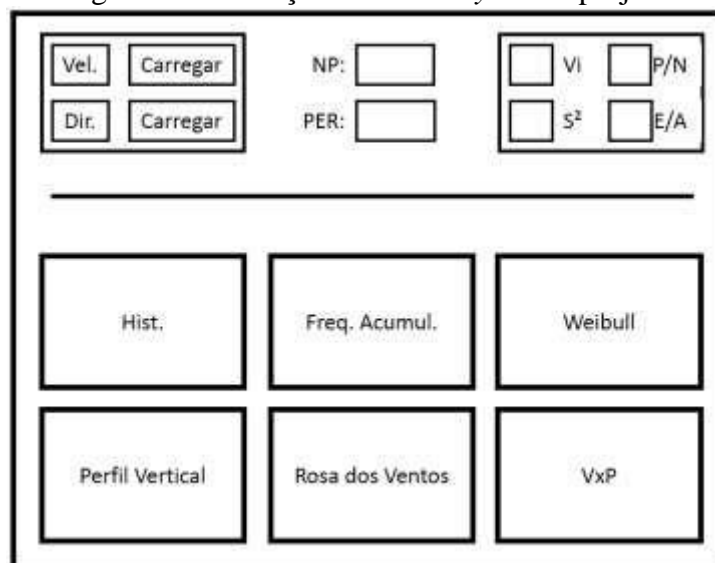 Vel. Carregar NP: Vi P/N
Dir. Carregar PER: S² E/A
Hist. Freq. Acumul. Weibull
Perfil Vertical Rosa dos Ventos VxP